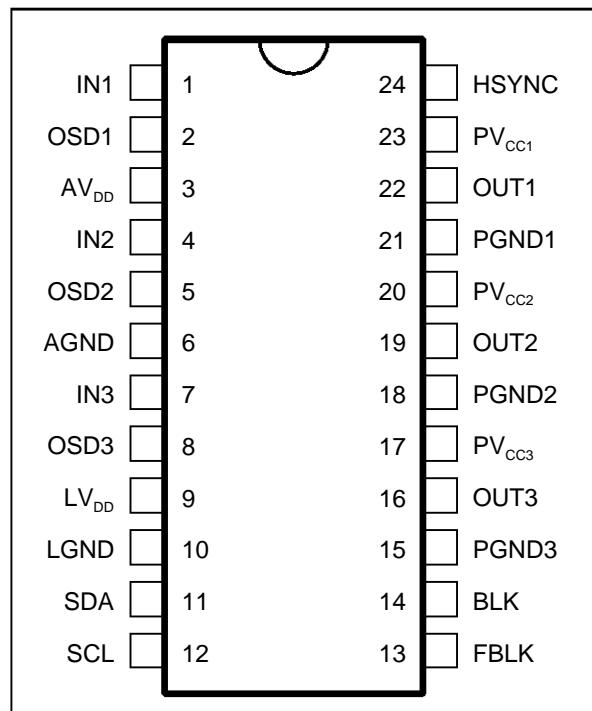 IN1 1 24 HSYNC
OSD1 2 23 PVCC1
AVDD 3 22 OUT1
IN2 4 21 PGND1
OSD2 5 20 PVCC2
AGND 6 19 OUT2
IN3 7 18 PGND2
OSD3 8 17 PVCC3
LVDD 9 16 OUT3
LGND 10 15 PGND3
SDA 11 14 BLK
SCL 12 13 FBLK